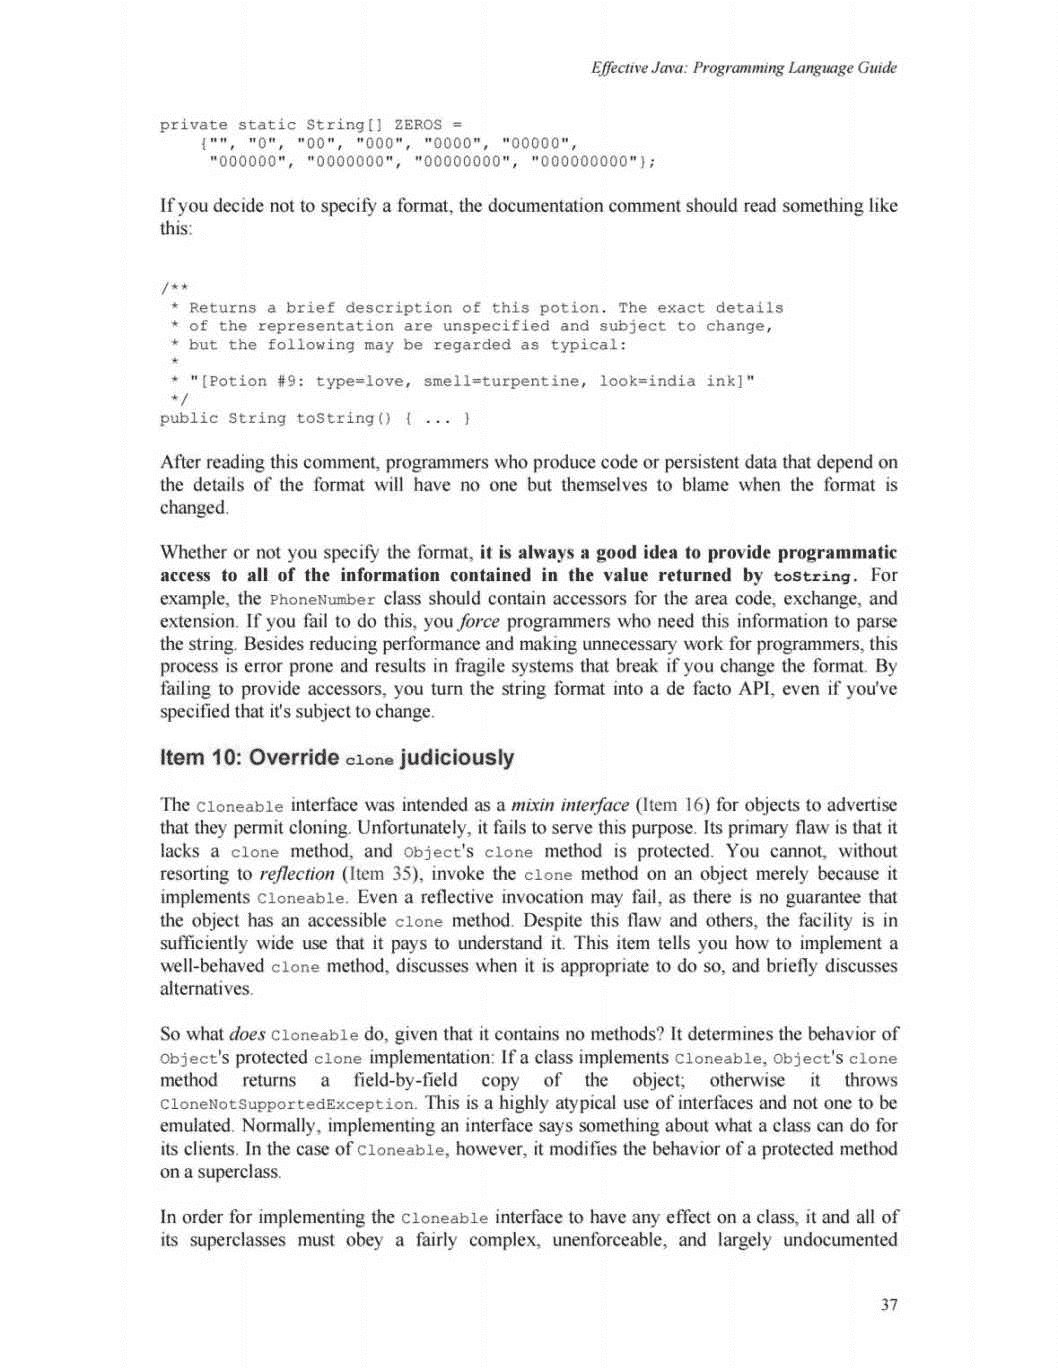 Effective Java: Programming Language Guide
private static String[] ZEROS =
{"", "0", "00", "000", "0000", "00000",
"000000", "0000000", "00000000", "000000000"};
If you decide not to specify a format, the documentation comment should read something like
this:
/**
* Returns a brief description of this potion. The exact details
* of the representation are unspecified and subject to change,
* but the following may be regarded as typical:
*
* "[Potion #9: type=love, smell=turpentine, look=india ink]"
*/
public String toString() { ... }
After reading this comment, programmers who produce code or persistent data that depend on
the details of the format will have no one but themselves to blame when the format is
changed.
Whether or not you specify the format, it is always a good idea to provide programmatic
access to all of the information contained in the value returned by toString. For
example, the PhoneNumber class should contain accessors for the area code, exchange, and
extension. If you fail to do this, you force programmers who need this information to parse
the string. Besides reducing performance and making unnecessary work for programmers, this
process is error prone and results in fragile systems that break if you change the format. By
failing to provide accessors, you turn the string format into a de facto API, even if you've
specified that it's subject to change.
Item 10: Override clone judiciously
The Cloneable interface was intended as a mixin interface (Item 16) for objects to advertise
that they permit cloning. Unfortunately, it fails to serve this purpose. Its primary flaw is that it
lacks a clone method, and Object's clone method is protected. You cannot, without
resorting to reflection (Item 35), invoke the clone method on an object merely because it
implements Cloneable. Even a reflective invocation may fail, as there is no guarantee that
the object has an accessible clone method. Despite this flaw and others, the facility is in
sufficiently wide use that it pays to understand it. This item tells you how to implement a
well-behaved clone method, discusses when it is appropriate to do so, and briefly discusses
alternatives.
So what does Cloneable do, given that it contains no methods? It determines the behavior of
Object's protected clone implementation: If a class implements Cloneable, Object's clone
method returns a field-by-field copy of the object; otherwise it throws
CloneNotSupportedException. This is a highly atypical use of interfaces and not one to be
emulated. Normally, implementing an interface says something about what a class can do for
its clients. In the case of Cloneable, however, it modifies the behavior of a protected method
on a superclass.
In order for implementing the Cloneable interface to have any effect on a class, it and all of
its superclasses must obey a fairly complex, unenforceable, and largely undocumented
37